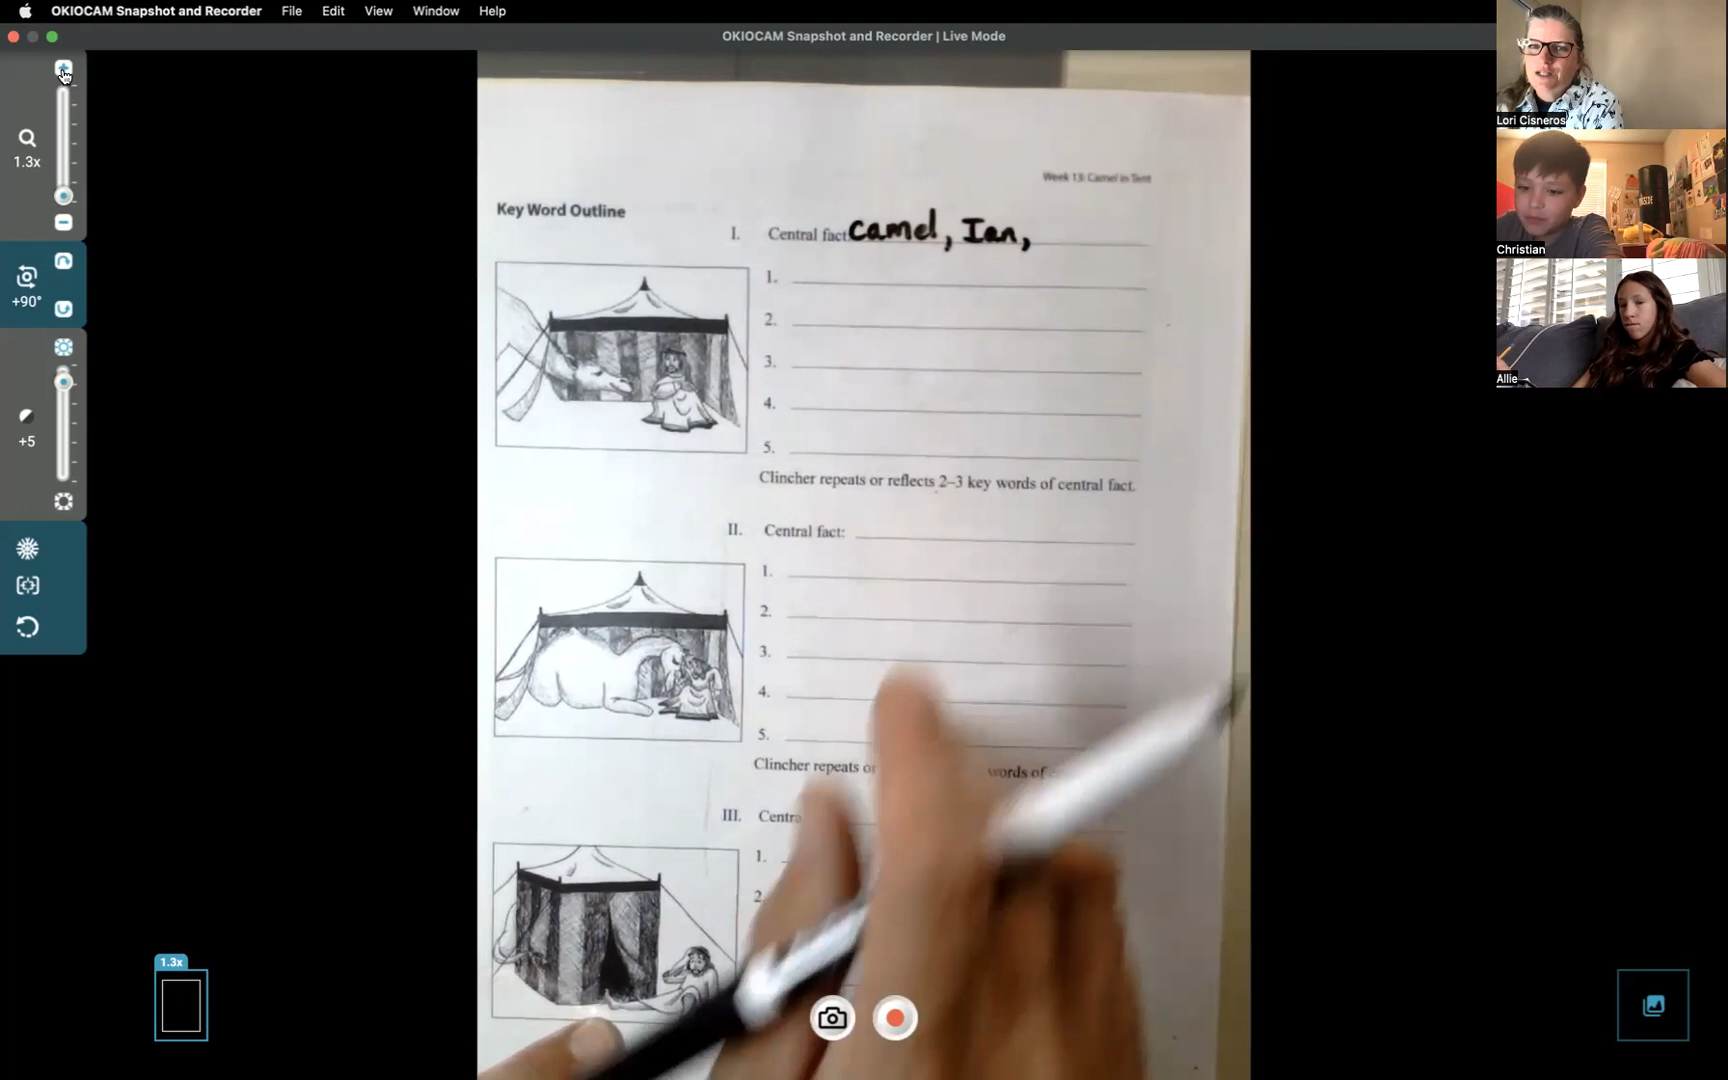 OKIOCAM Snapshot and Recorder File Edit View Window Help
OKIOCAM Snapshot and Recorder | Live Mode
1.3x
+90°
+5
1.3x
Lori Cisneros
Christian
Allie
Week 13: Camel in Tent
Key Word Outline
I. Central fact: camel, Ian,
1.
2.
3.
4.
5.
Clincher repeats or reflects 2–3 key words of central fact.
II. Central fact:
1.
2.
3.
4.
5.
Clincher repeats words of
III.
1.
2.